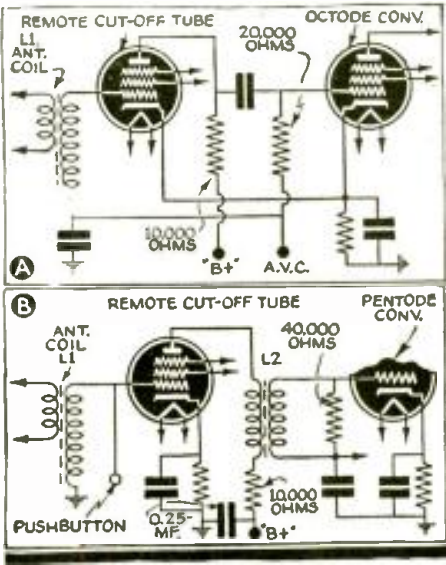 REMOTE CUT-OFF TUBE
OCTODE CONV.
L1
ANT.
COIL
20,000
OHMS
10,000
OHMS
"B+"
A.V.C.
A
B
REMOTE CUT-OFF TUBE
PENTODE
CONV.
ANT.
COIL
L1
L2
40,000
OHMS
PUSHBUTTON
0.25-
MF.
10,000
OHMS
"B+"